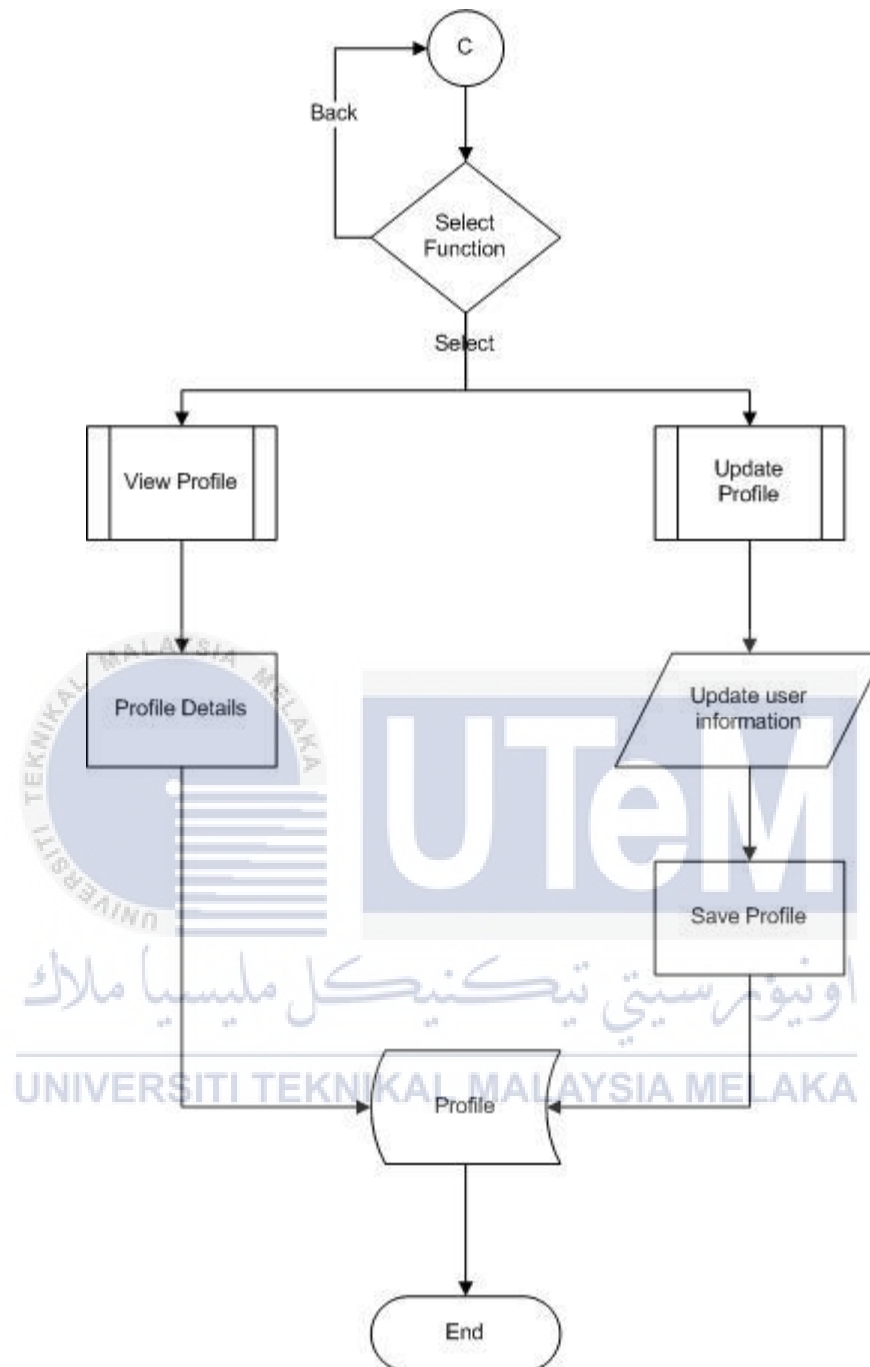 C
Back
Select
Function
Select
View Profile
Update
Profile
UNIVERSITI TEKNIKAL MALAYSIA MELAKA
Profile Details
UTeM
Update user
information
Save Profile
اونيۏرسيتي تيكنيكل مليسيا ملاك
UNIVERSITI TEKNIKAL MALAYSIA MELAKA
Profile
End